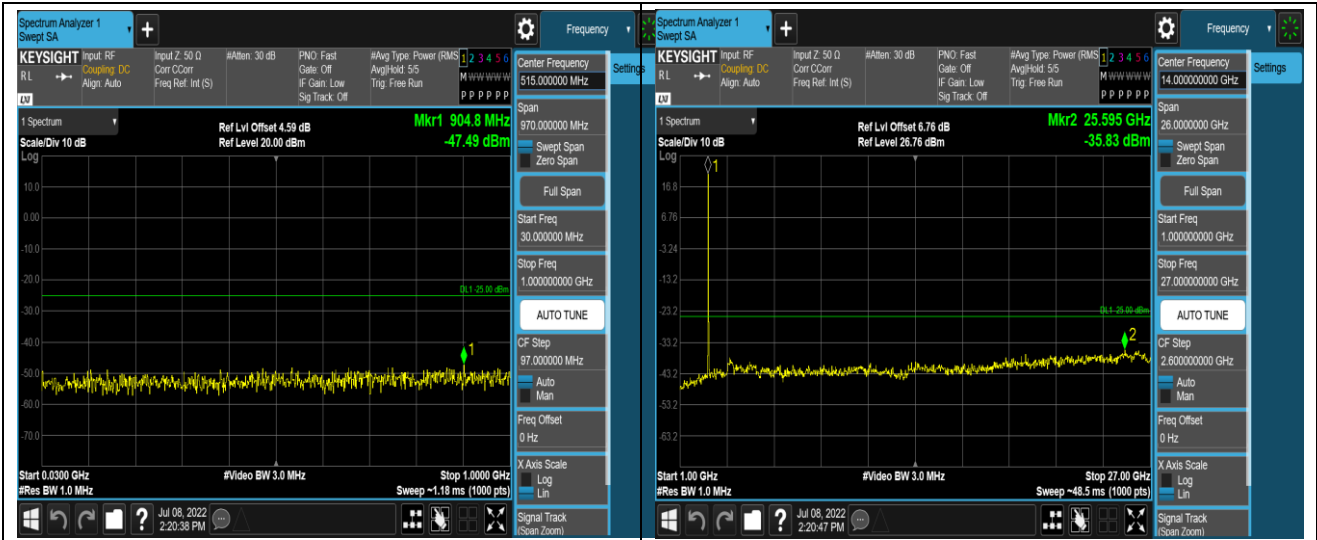 Spectrum Analyzer 1
Swept SA
+
Frequency
KEYSIGHT
RL
Input: RF
Coupling: DC
Align: Auto
Input Z: 50 Ω
Corr CCorr
Freq Ref: Int (S)
#Atten: 30 dB
PNO: Fast
Gate: Off
IF Gain: Low
Sig Track: Off
#Avg Type: Power (RMS
Avg|Hold: 5/5
Trig: Free Run
1 2 3 4 5 6
M W W W W W
P P P P P P
LXI
1 Spectrum
Scale/Div 10 dB
Log
Ref Lvl Offset 4.59 dB
Ref Level 20.00 dBm
Mkr1 904.8 MHz
-47.49 dBm
10.0
0.00
-10.0
-20.0
DL1 -25.00 dBm
-30.0
-40.0
1
-50.0
-60.0
-70.0
Start 0.0300 GHz
#Res BW 1.0 MHz
#Video BW 3.0 MHz
Stop 1.0000 GHz
Sweep ~1.18 ms (1000 pts)
?
Jul 08, 2022
2:20:38 PM
Center Frequency
515.000000 MHz
Settings
Span
970.000000 MHz
Swept Span
Zero Span
Full Span
Start Freq
30.000000 MHz
Stop Freq
1.000000000 GHz
AUTO TUNE
CF Step
97.000000 MHz
Auto
Man
Freq Offset
0 Hz
X Axis Scale
Log
Lin
Signal Track
(Span Zoom)
Spectrum Analyzer 1
Swept SA
+
Frequency
KEYSIGHT
RL
Input: RF
Coupling: DC
Align: Auto
Input Z: 50 Ω
Corr CCorr
Freq Ref: Int (S)
#Atten: 30 dB
PNO: Fast
Gate: Off
IF Gain: Low
Sig Track: Off
#Avg Type: Power (RMS
Avg|Hold: 5/5
Trig: Free Run
1 2 3 4 5 6
M W W W W W
P P P P P P
LXI
1 Spectrum
Scale/Div 10 dB
Log
Ref Lvl Offset 6.76 dB
Ref Level 26.76 dBm
Mkr2 25.595 GHz
-35.83 dBm
1
16.8
6.76
-3.24
-13.2
-23.2
DL1 -25.00 dBm
-33.2
2
-43.2
-53.2
-63.2
Start 1.00 GHz
#Res BW 1.0 MHz
#Video BW 3.0 MHz
Stop 27.00 GHz
Sweep ~48.5 ms (1000 pts)
?
Jul 08, 2022
2:20:47 PM
Center Frequency
14.000000000 GHz
Settings
Span
26.0000000 GHz
Swept Span
Zero Span
Full Span
Start Freq
1.000000000 GHz
Stop Freq
27.000000000 GHz
AUTO TUNE
CF Step
2.600000000 GHz
Auto
Man
Freq Offset
0 Hz
X Axis Scale
Log
Lin
Signal Track
(Span Zoom)